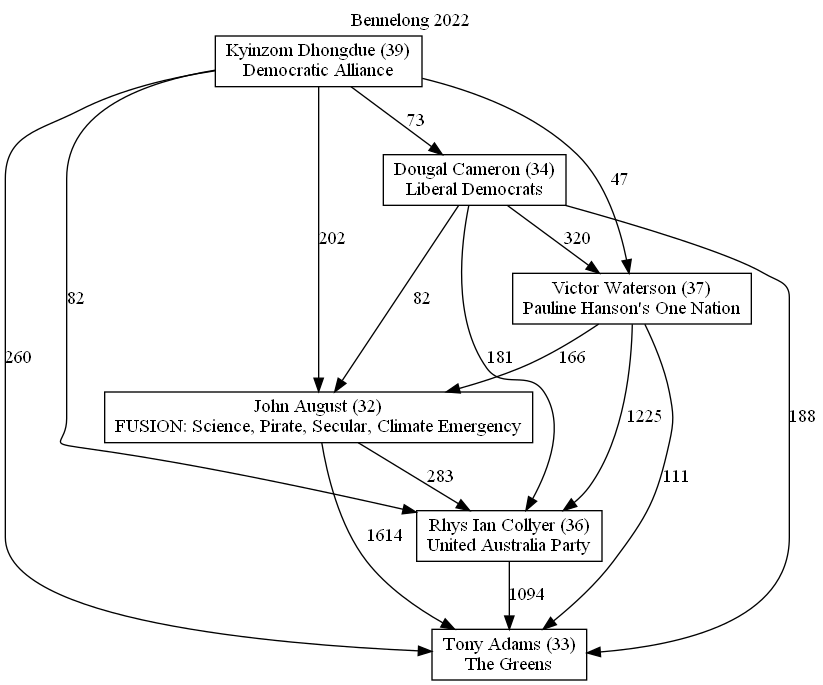 Bennelong 2022
Kyinzom Dhongdue (39)
Democratic Alliance
73
Dougal Cameron (34)
Liberal Democrats
47
202
320
82
Victor Waterson (37)
Pauline Hanson's One Nation
82
260
181
166
John August (32)
FUSION: Science, Pirate, Secular, Climate Emergency
1225
188
283
111
Rhys Ian Collyer (36)
United Australia Party
1614
1094
Tony Adams (33)
The Greens